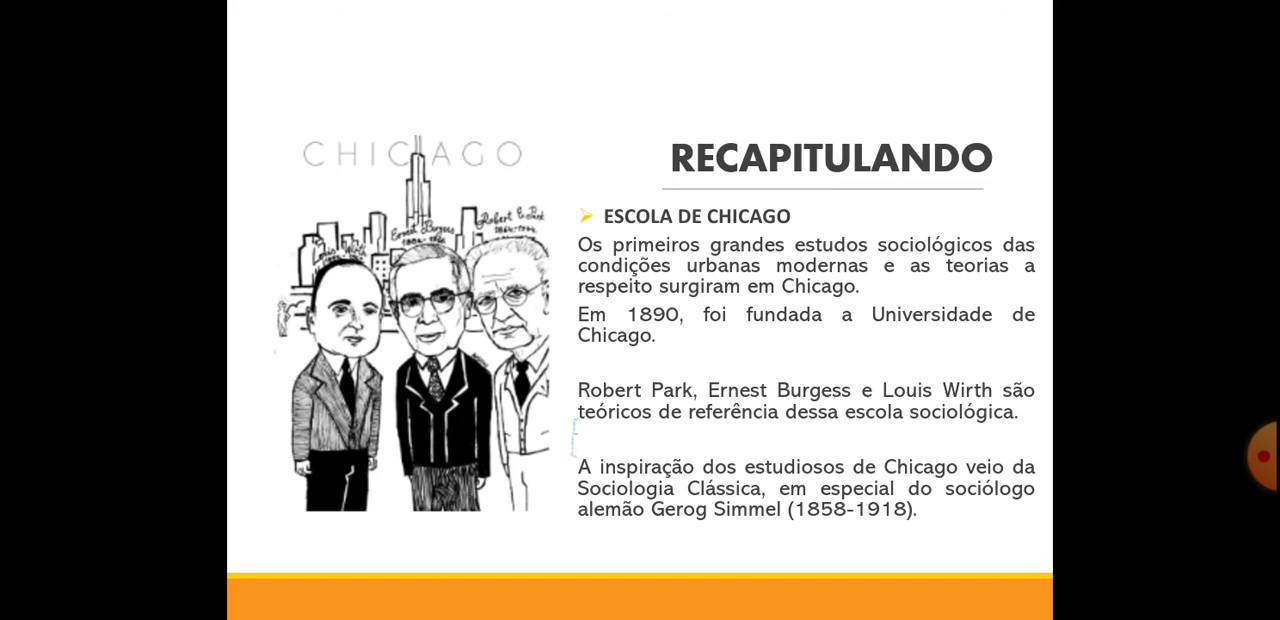 CHICAGO
RECAPITULANDO
ESCOLA DE CHICAGO
Os primeiros grandes estudos sociológicos das
condições urbanas modernas e as teorias a
respeito surgiram em Chicago.
Em 1890, foi fundada a Universidade de
Chicago.
Robert Park, Ernest Burgess e Louis Wirth são
teóricos de referência dessa escola sociológica.
A inspiração dos estudiosos de Chicago veio da
Sociologia Clássica, em especial do sociólogo
alemão Gerog Simmel (1858-1918).
Robert E. Park
Ernest Burgess
Louis